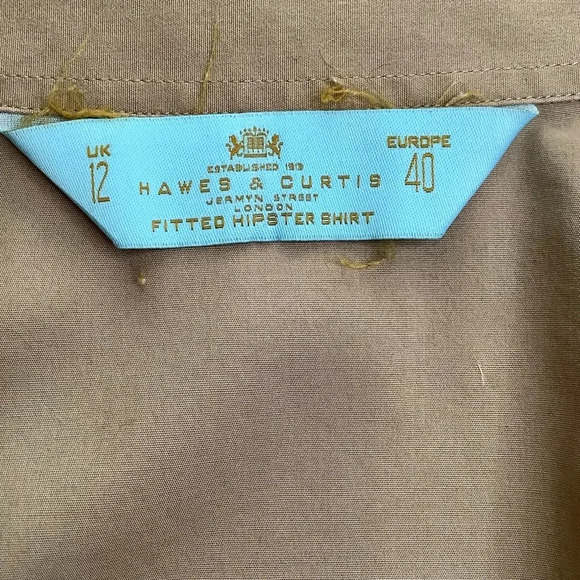 UK
12
ESTABLISHED 1913
HAWES & CURTIS
JERMYN STREET
LONDON
FITTED HIPSTER SHIRT
EUROPE
40